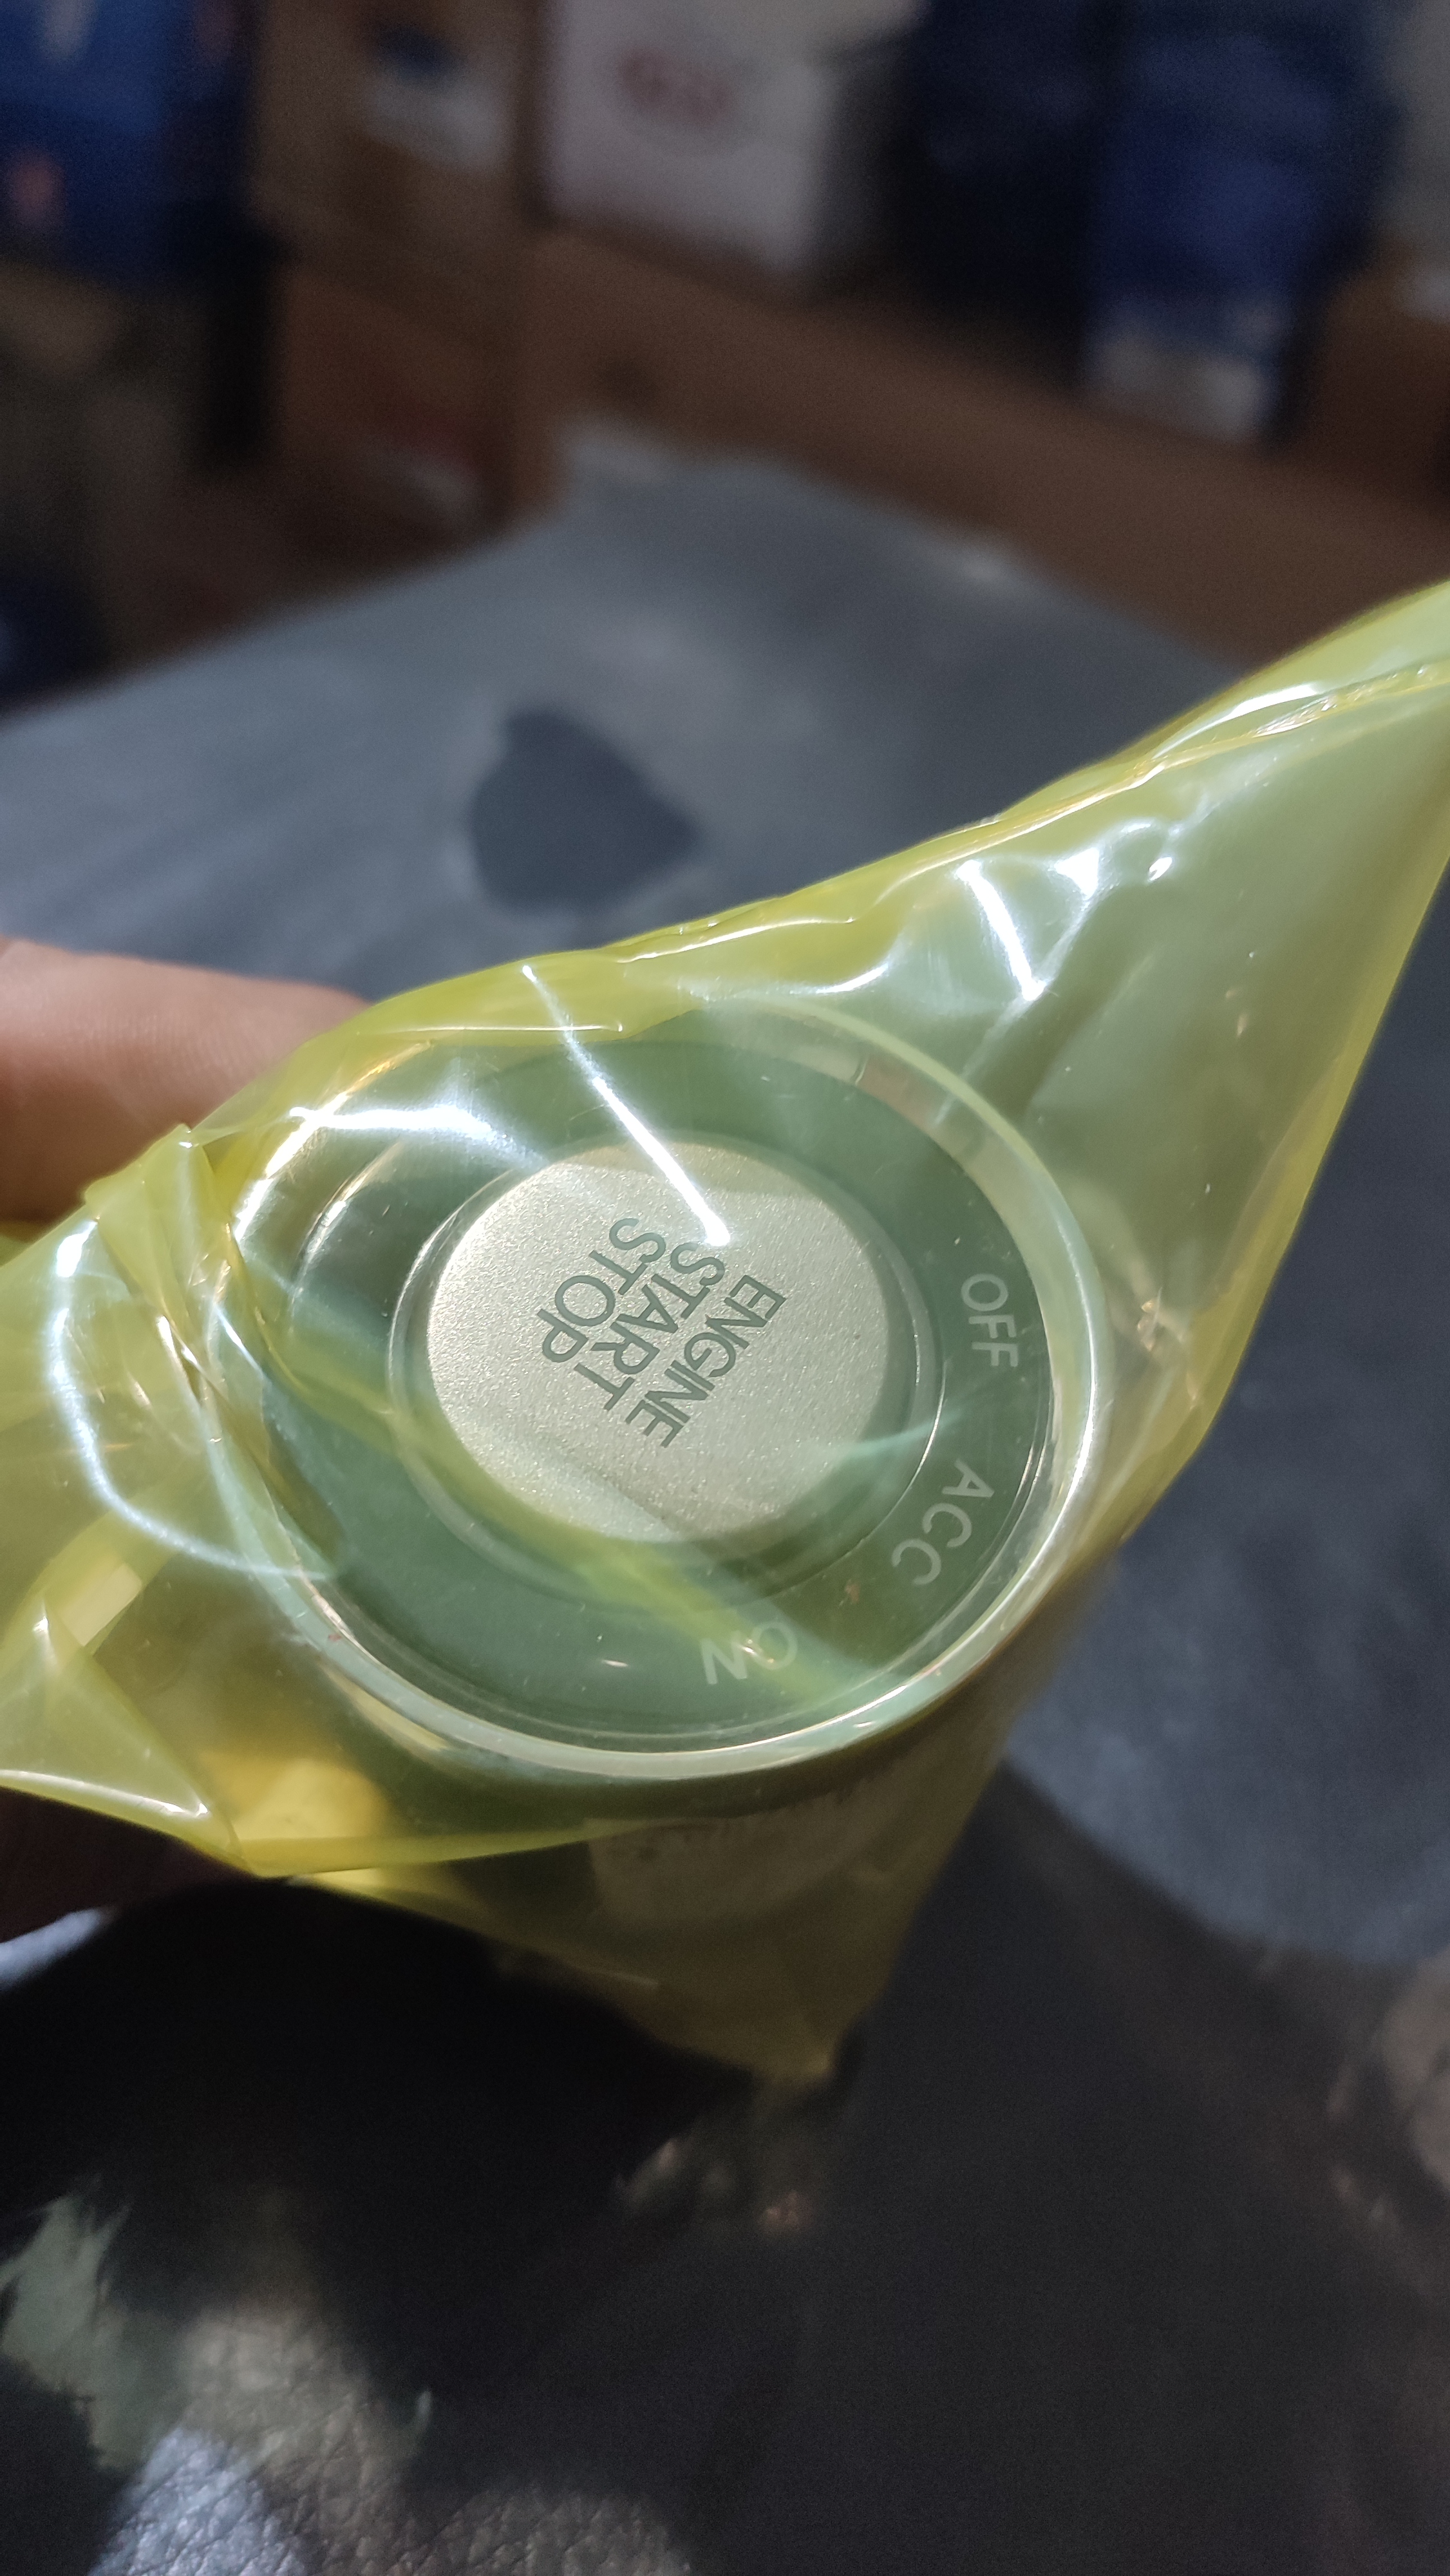 ENGINE
START
STOP
OFF
ACC
ON